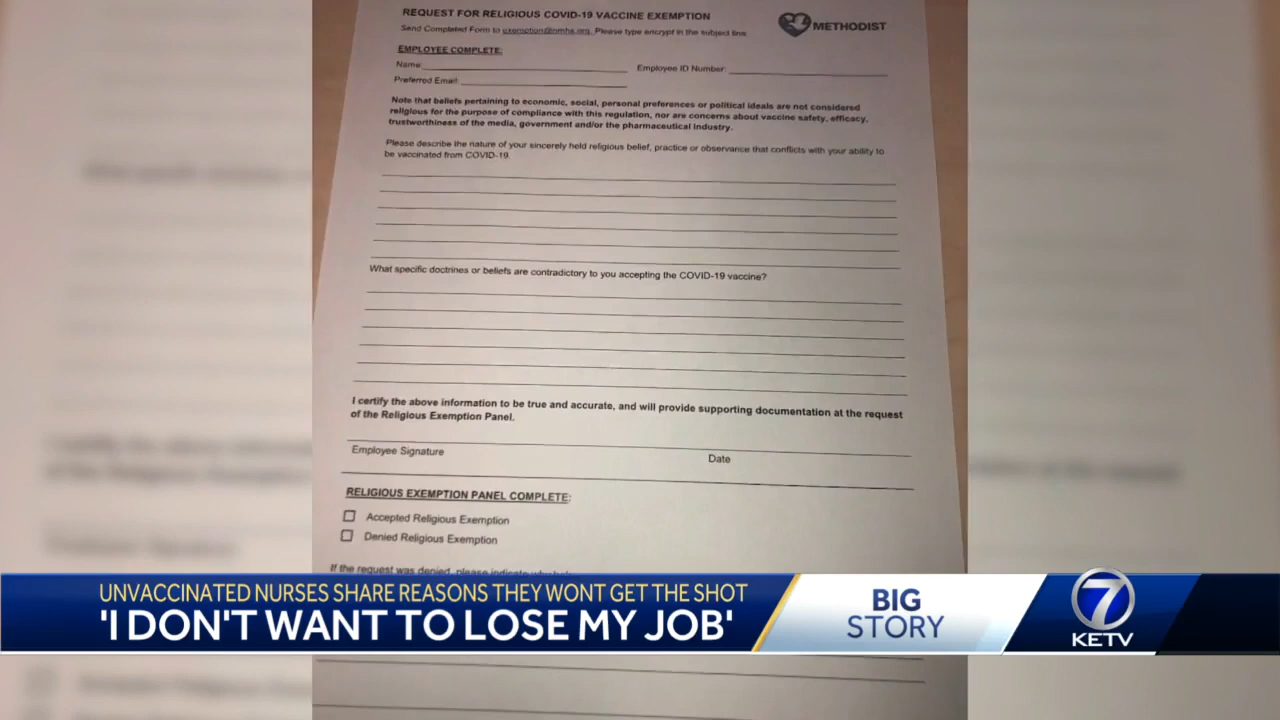 REQUEST FOR RELIGIOUS COVID-19 VACCINE EXEMPTION
METHODIST
Send Completed Form to exemption@nmhs.org. Please type encrypt in the subject line
EMPLOYEE COMPLETE:
Name: Employee ID Number:
Preferred Email:
Note that beliefs pertaining to economic, social, personal preferences or political ideals are not considered
religious for the purpose of compliance with this regulation, nor are concerns about vaccine safety, efficacy,
trustworthiness of the media, government and/or the pharmaceutical industry.
Please describe the nature of your sincerely held religious belief, practice or observance that conflicts with your ability to
be vaccinated from COVID-19.
What specific doctrines or beliefs are contradictory to you accepting the COVID-19 vaccine?
I certify the above information to be true and accurate, and will provide supporting documentation at the request
of the Religious Exemption Panel.
Employee Signature Date
RELIGIOUS EXEMPTION PANEL COMPLETE:
Accepted Religious Exemption
Denied Religious Exemption
If the request was denied, please indicate
UNVACCINATED NURSES SHARE REASONS THEY WONT GET THE SHOT
'I DON'T WANT TO LOSE MY JOB'
BIG
STORY
7
KETV